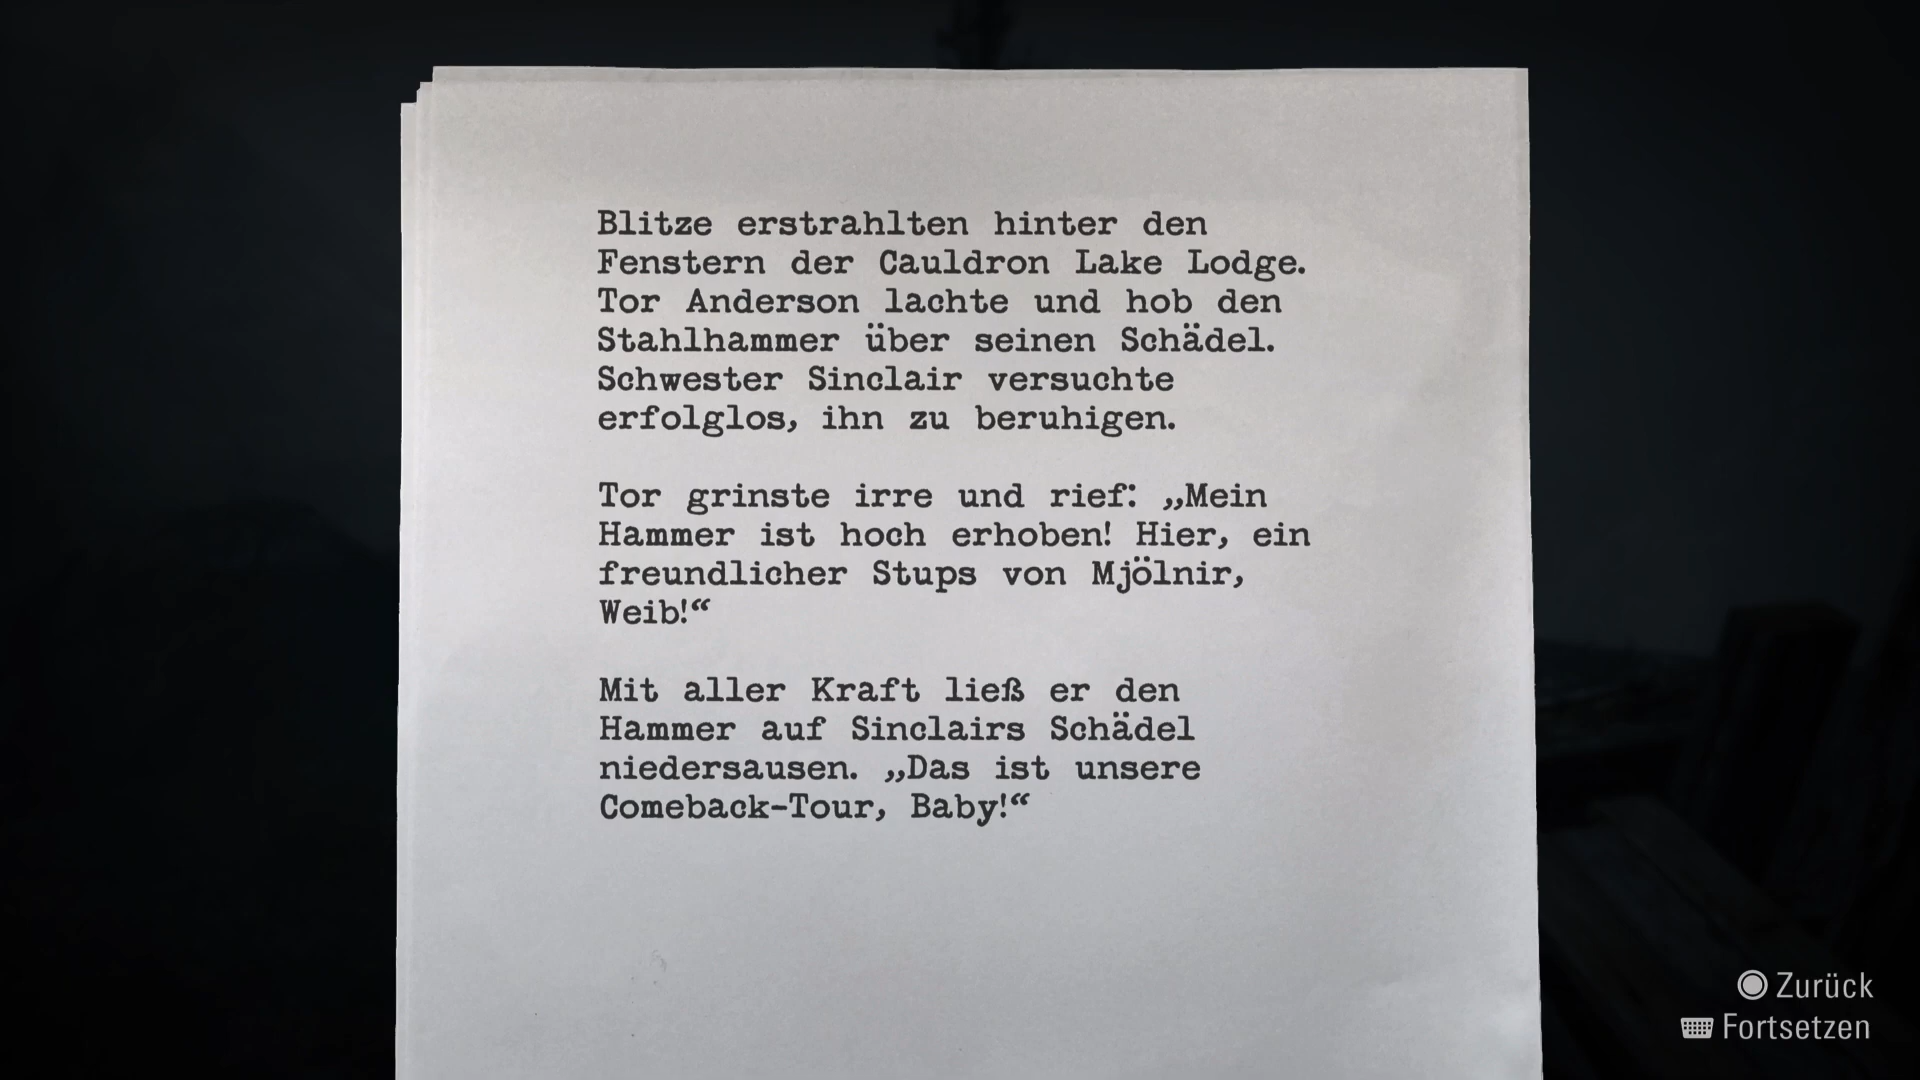 Blitze erstrahlten hinter den
Fenstern der Cauldron Lake Lodge.
Tor Anderson lachte und hob den
Stahlhammer über seinen Schädel.
Schwester Sinclair versuchte
erfolglos, ihn zu beruhigen.
Tor grinste irre und rief: „Mein
Hammer ist hoch erhoben! Hier, ein
freundlicher Stups von Mjölnir,
Weib!“
Mit aller Kraft ließ er den
Hammer auf Sinclairs Schädel
niedersausen. „Das ist unsere
Comeback-Tour, Baby!“
Zurück
Fortsetzen